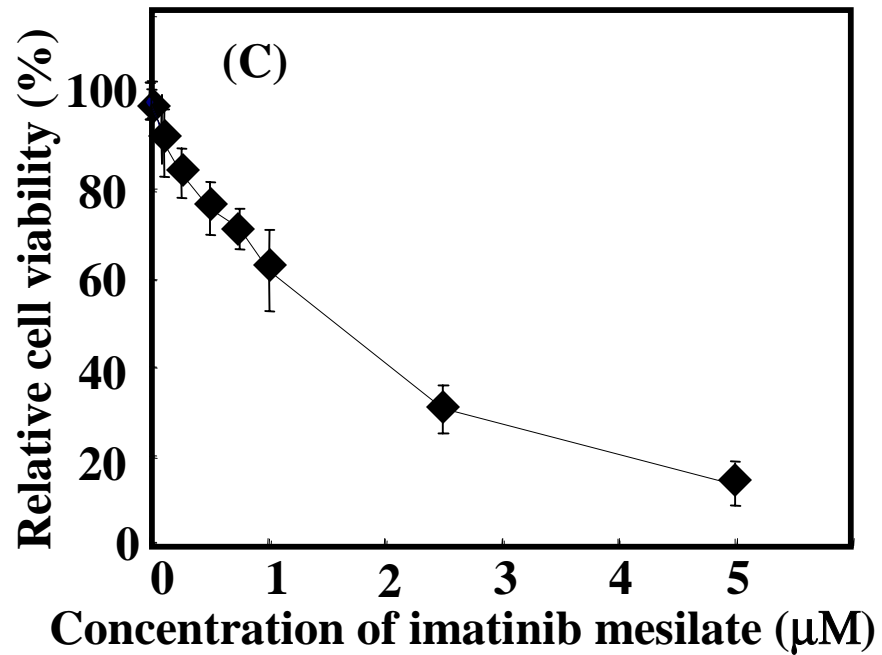 (C)
Relative cell viability (%)
100
80
60
40
20
0
0 1 2 3 4 5
Concentration of imatinib mesilate (μM)